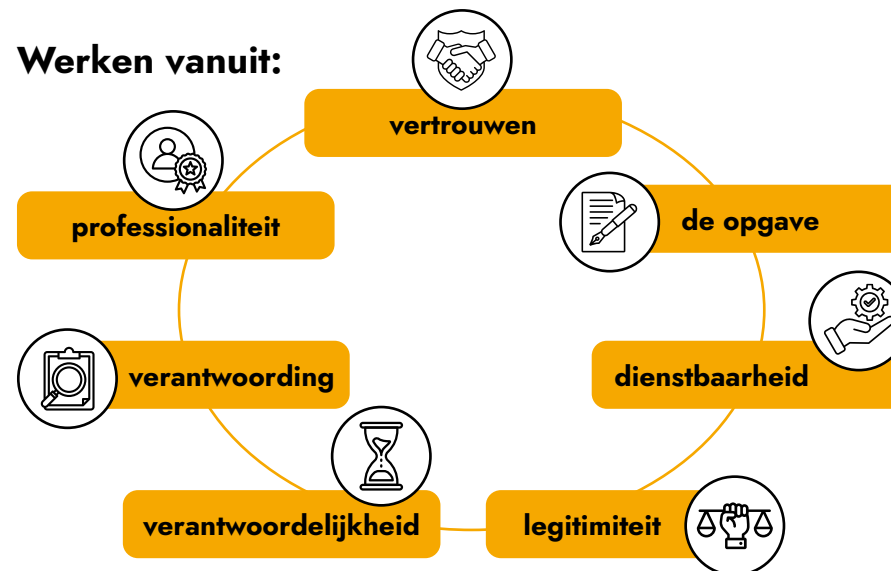 Werken vanuit:
vertrouwen
de opgave
dienstbaarheid
legitimiteit
verantwoordelijkheid
verantwoording
professionaliteit